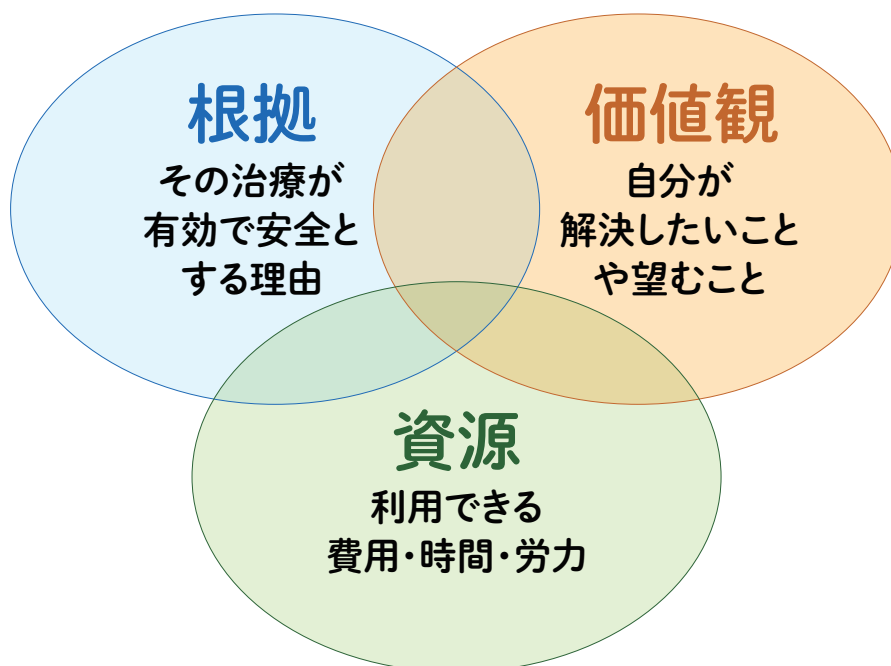 根拠
その治療が
有効で安全と
する理由
価値観
自分が
解決したいこと
や望むこと
資源
利用できる
費用・時間・労力